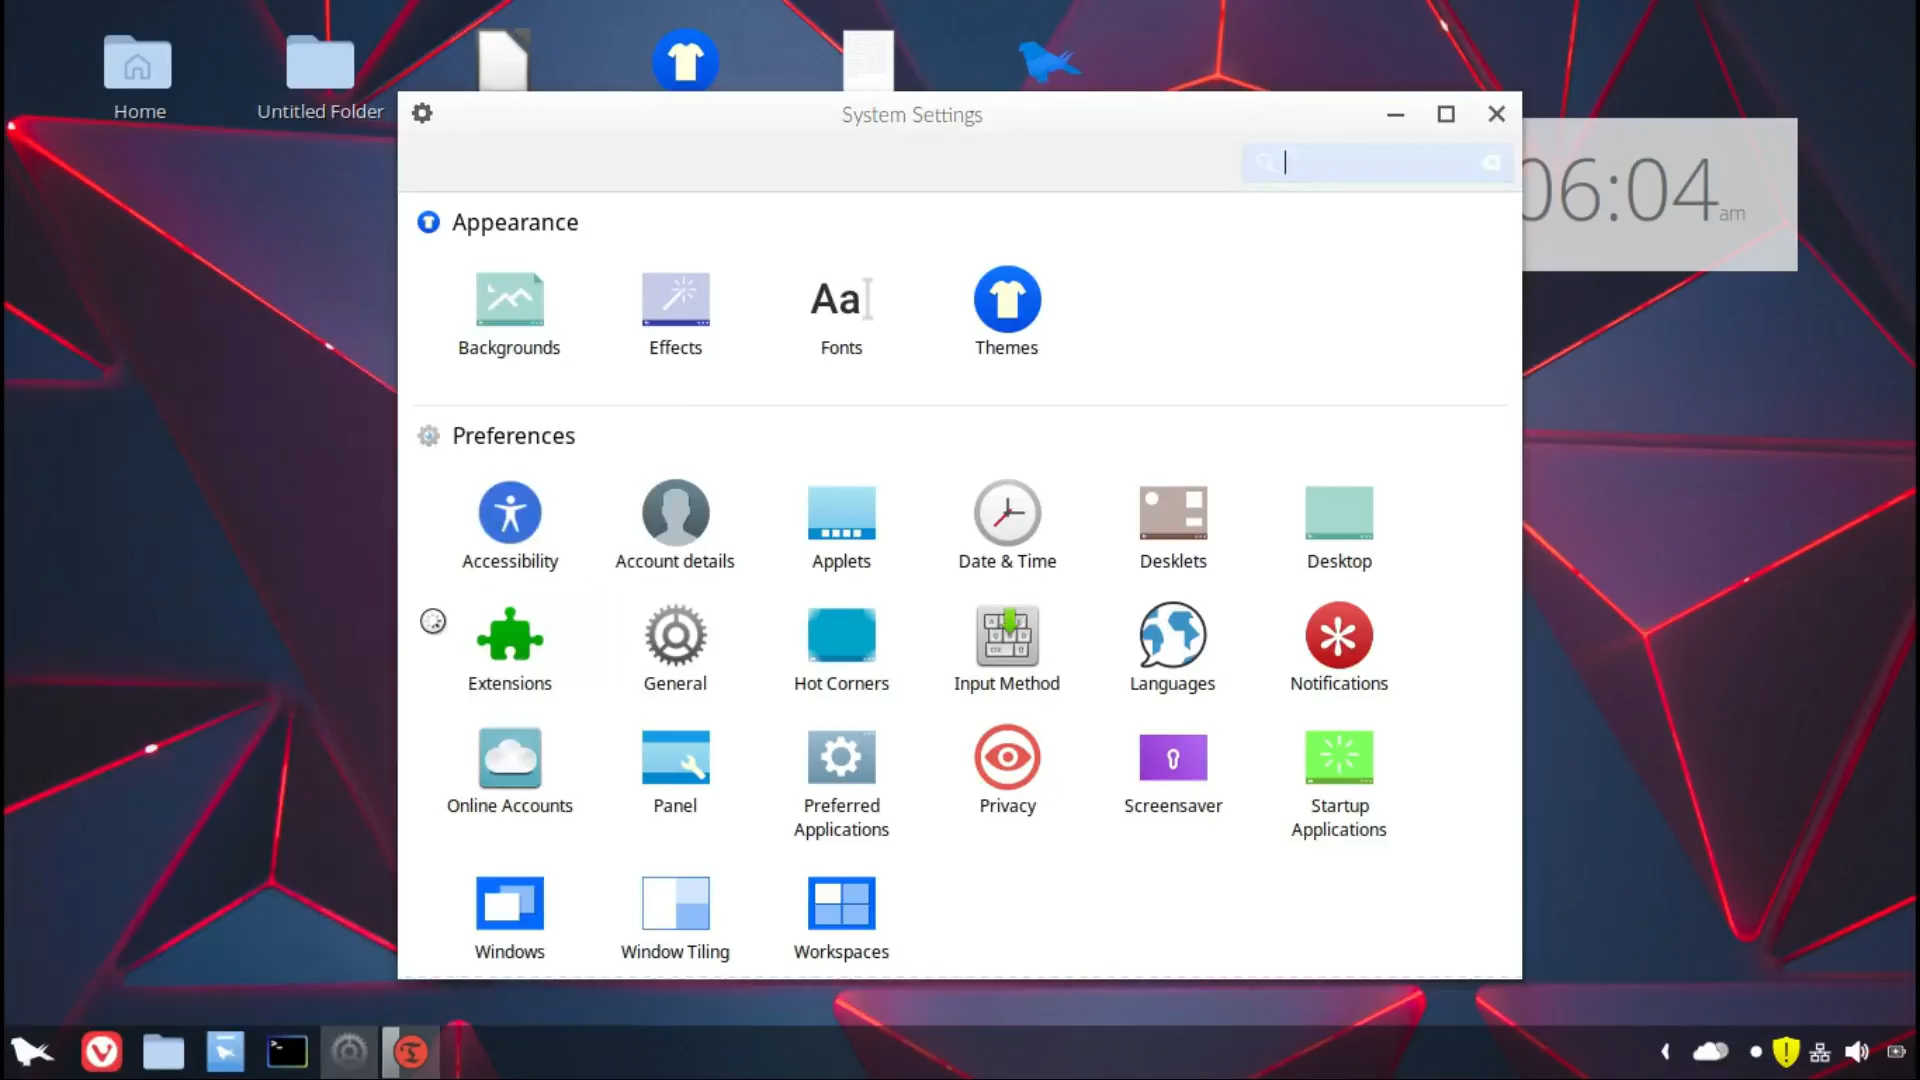 Home
Untitled Folder
System Settings
06:04 am
Appearance
Backgrounds
Effects
Aa
Fonts
Themes
Preferences
Accessibility
Account details
Applets
Date & Time
Desklets
Desktop
Extensions
General
Hot Corners
Input Method
Languages
Notifications
Online Accounts
Panel
Preferred
Applications
Privacy
Screensaver
Startup
Applications
Windows
Window Tiling
Workspaces